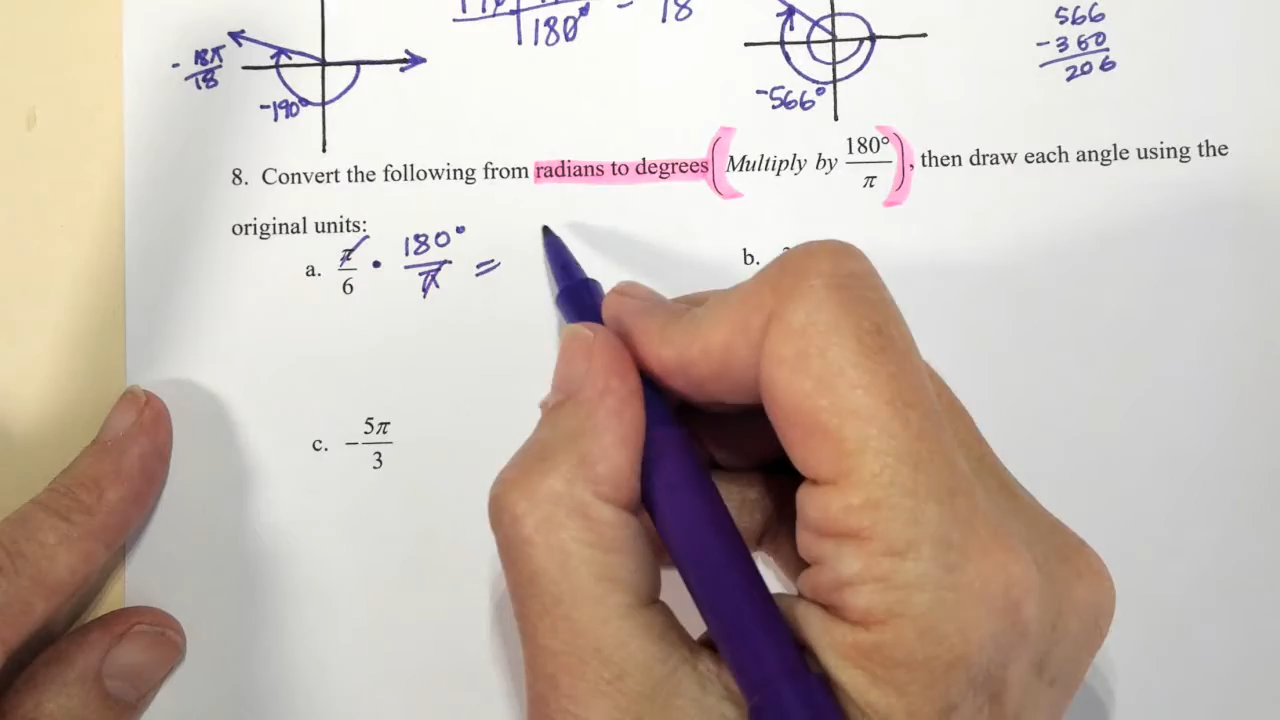 180°
= 18
- 18π/18
-190°
-566°
566
-360
206
8. Convert the following from radians to degrees (Multiply by 180°/π), then draw each angle using the
original units:
a. π/6 • 180°/π =
b.
c. -5π/3